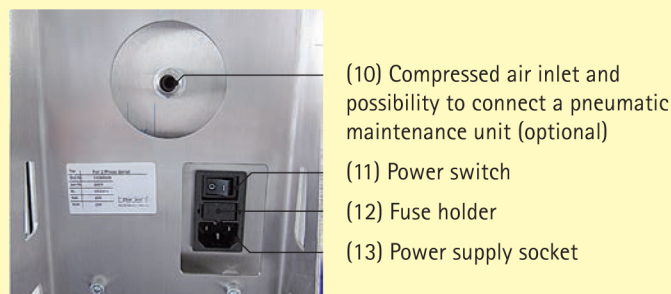 (10) Compressed air inlet and
possibility to connect a pneumatic
maintenance unit (optional)
(11) Power switch
(12) Fuse holder
(13) Power supply socket